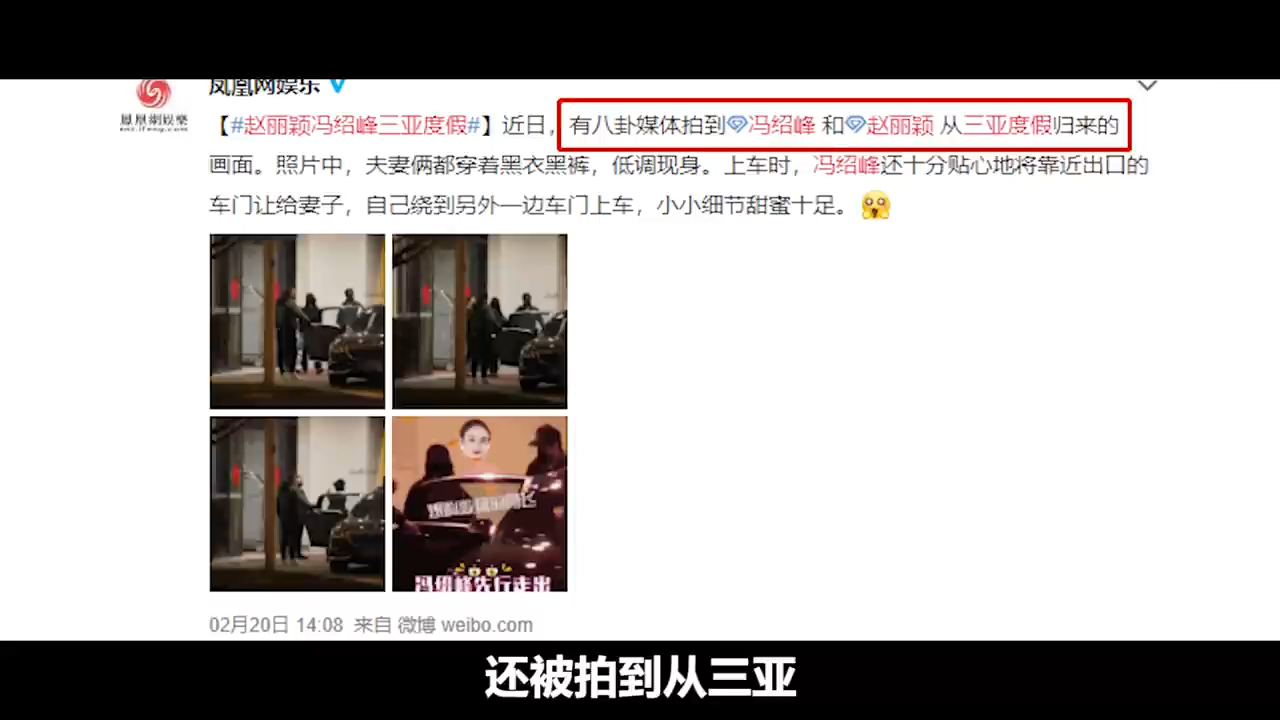 凤凰网娱乐
鳳凰網娛樂
【#赵丽颖冯绍峰三亚度假#】近日，有八卦媒体拍到冯绍峰 和赵丽颖 从三亚度假归来的
画面。照片中，夫妻俩都穿着黑衣黑裤，低调现身。上车时，冯绍峰还十分贴心地将靠近出口的
车门让给妻子，自己绕到另外一边车门上车，小小细节甜蜜十足。
冯绍峰先行走出
02月20日 14:08 来自 微博 weibo.com
还被拍到从三亚